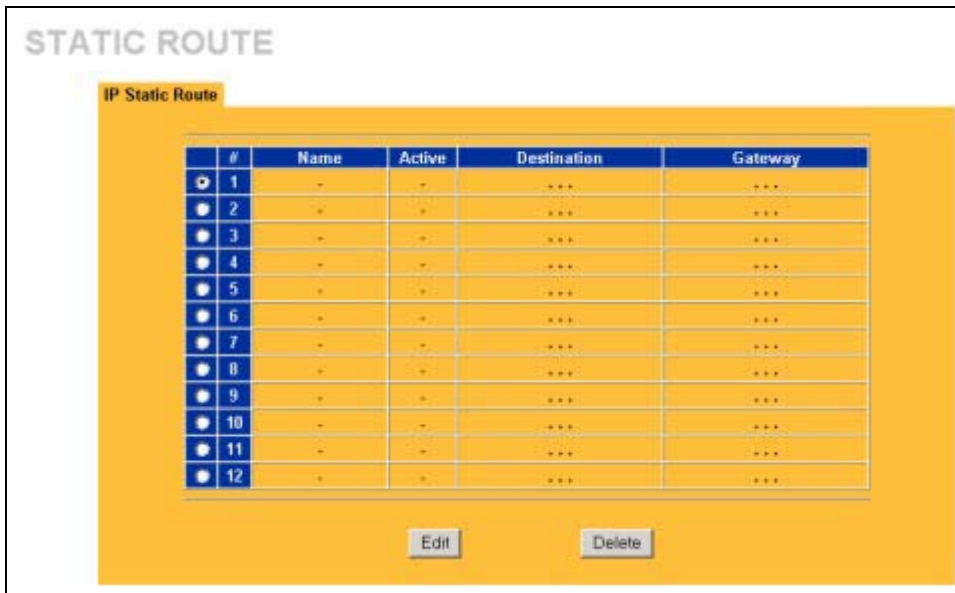 STATIC ROUTE
IP Static Route
# Name Active Destination Gateway
1 - - . . . . . .
2 - - . . . . . .
3 - - . . . . . .
4 - - . . . . . .
5 - - . . . . . .
6 - - . . . . . .
7 - - . . . . . .
8 - - . . . . . .
9 - - . . . . . .
10 - - . . . . . .
11 - - . . . . . .
12 - - . . . . . .
Edit Delete